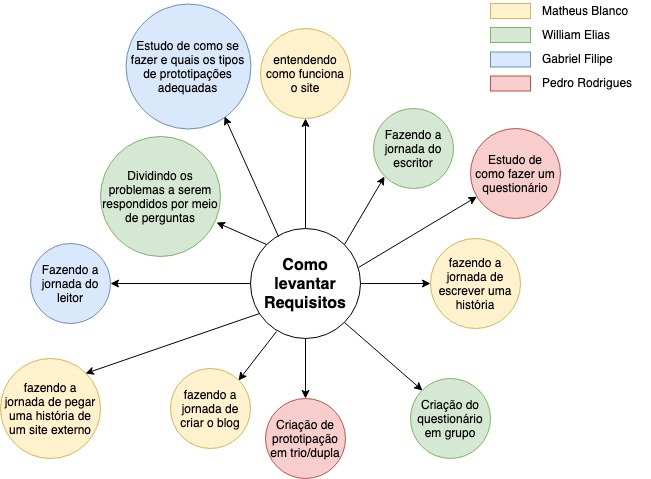 Matheus Blanco
William Elias
Gabriel Filipe
Pedro Rodrigues
Estudo de como se
fazer e quais os tipos
de prototipações
adequadas
entendendo
como funciona
o site
Fazendo a
jornada do
escritor
Estudo de
como fazer um
questionário
Dividindo os
problemas a serem
respondidos por meio
de perguntas
Como
levantar
Requisitos
Fazendo a
jornada do
leitor
fazendo a
jornada de
escrever uma
história
fazendo a
jornada de pegar
uma história de
um site externo
fazendo a
jornada de
criar o blog
Criação de
prototipação
em trio/dupla
Criação do
questionário
em grupo